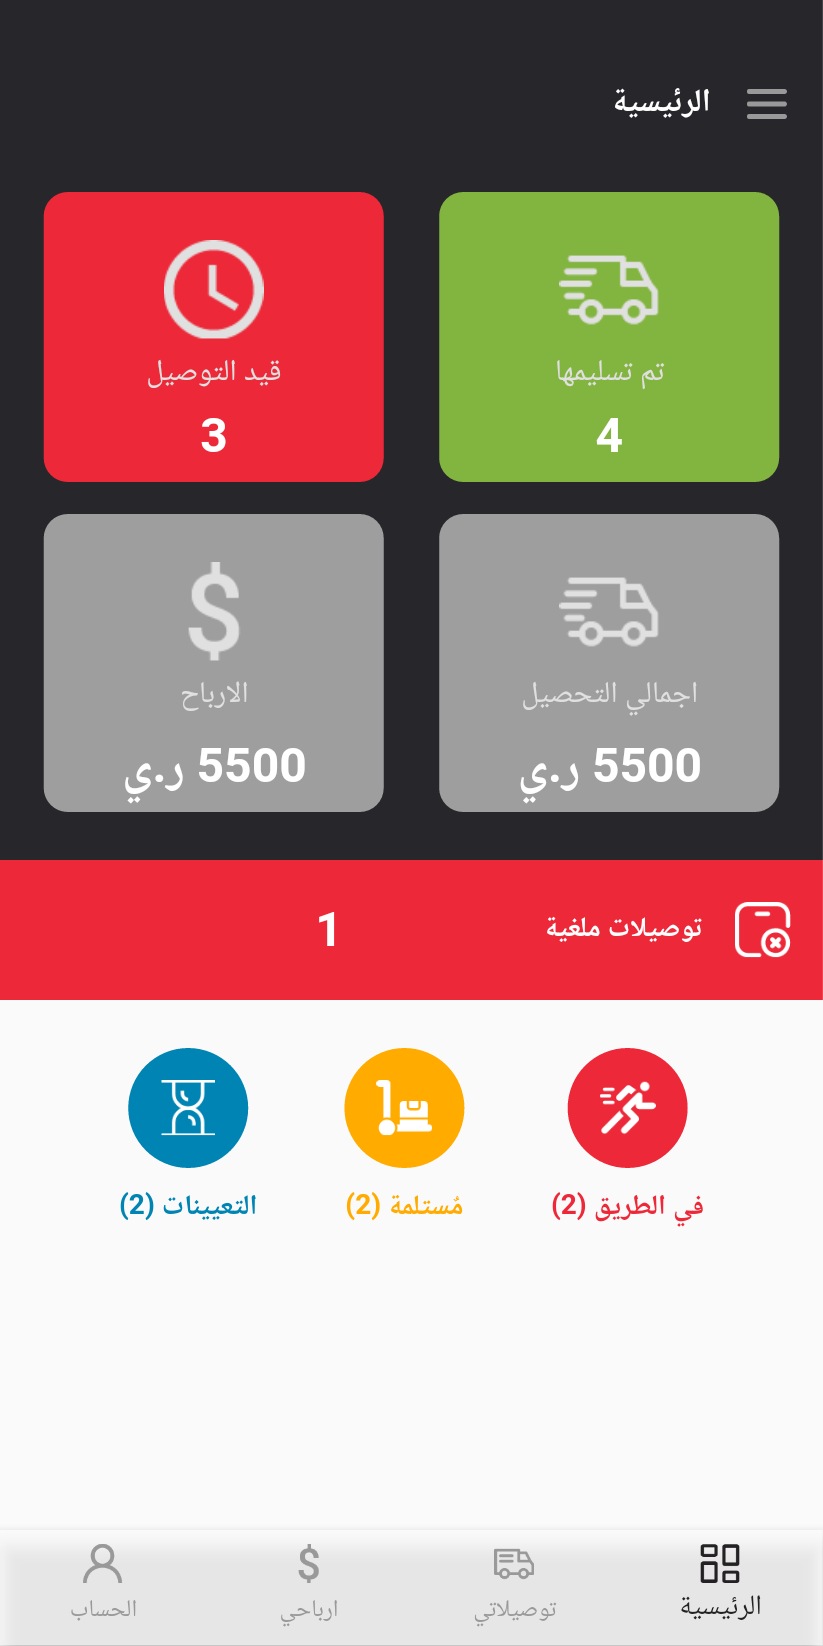 الرئيسية
تم تسليمها
4
قيد التوصيل
3
اجمالي التحصيل
5500 ر.ي
الارباح
5500 ر.ي
توصيلات ملغية
1
في الطريق (2)
مُستلمة (2)
التعيينات (2)
الرئيسية
توصيلاتي
ارباحي
الحساب